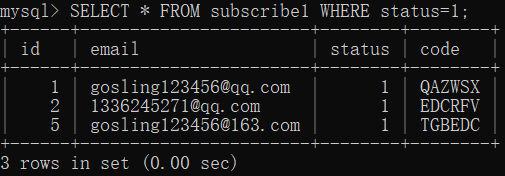 mysql> SELECT * FROM subscribe1 WHERE status=1;
+------+----------------------+--------+--------+
| id | email | status | code |
+------+----------------------+--------+--------+
| 1 | gosling123456@qq.com | 1 | QAZWSX |
| 2 | 1336245271@qq.com | 1 | EDCRFV |
| 5 | gosling123456@163.com | 1 | TGBEDC |
+------+----------------------+--------+--------+
3 rows in set (0.00 sec)